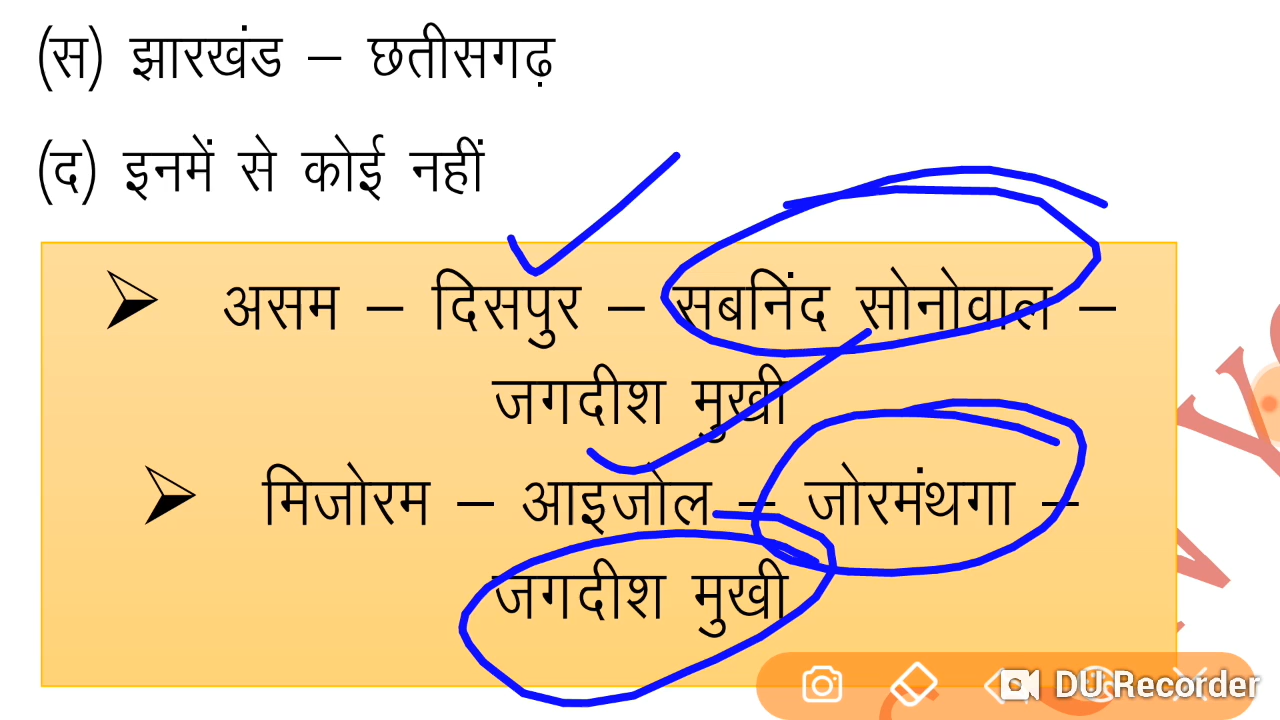 (स) झारखंड – छतीसगढ़
(द) इनमें से कोई नहीं
➢ असम – दिसपुर – सबनिंद सोनोवाल –
जगदीश मुखी
➢ मिजोरम – आइजोल – जोरमंथगा –
जगदीश मुखी
DU Recorder